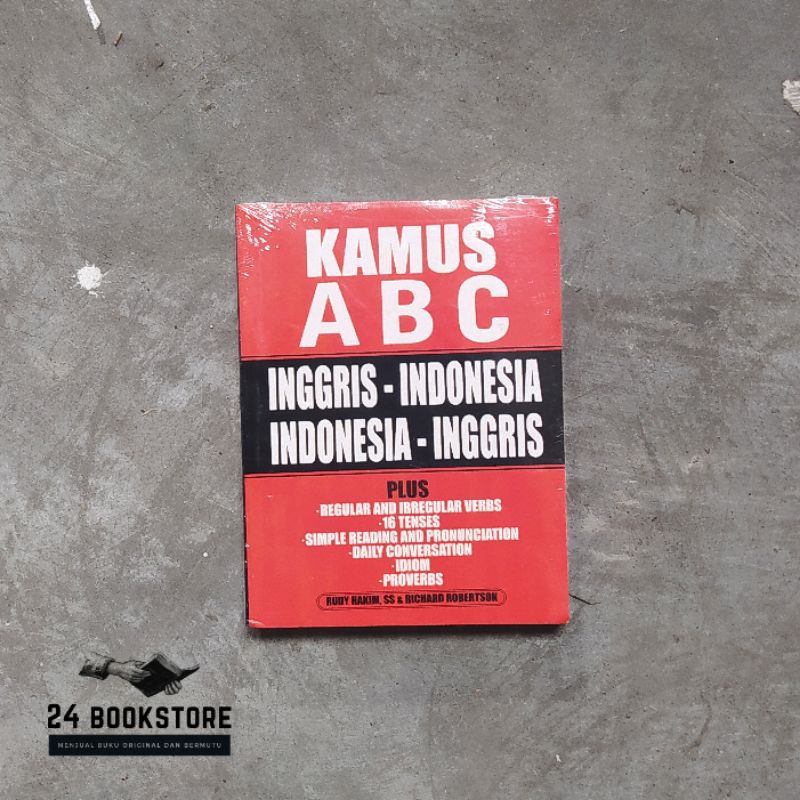 KAMUS
A B C
INGGRIS - INDONESIA
INDONESIA - INGGRIS
PLUS
·REGULAR AND IRREGULAR VERBS
·16 TENSES
·SIMPLE READING AND PRONUNCIATION
·DAILY CONVERSATION
·IDIOM
·PROVERBS
RUDY HAKIM, SS & RICHARD ROBERTSON
24 BOOKSTORE
MENJUAL BUKU ORIGINAL DAN BERMUTU